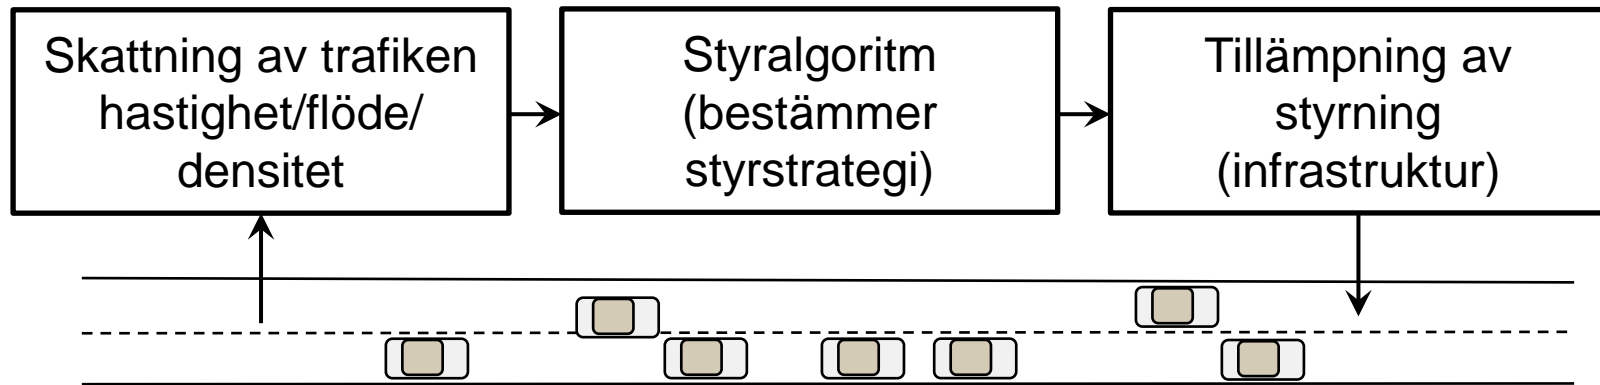 Skattning av trafiken
hastighet/flöde/
densitet
Styralgoritm
(bestämmer
styrstrategi)
Tillämpning av
styrning
(infrastruktur)